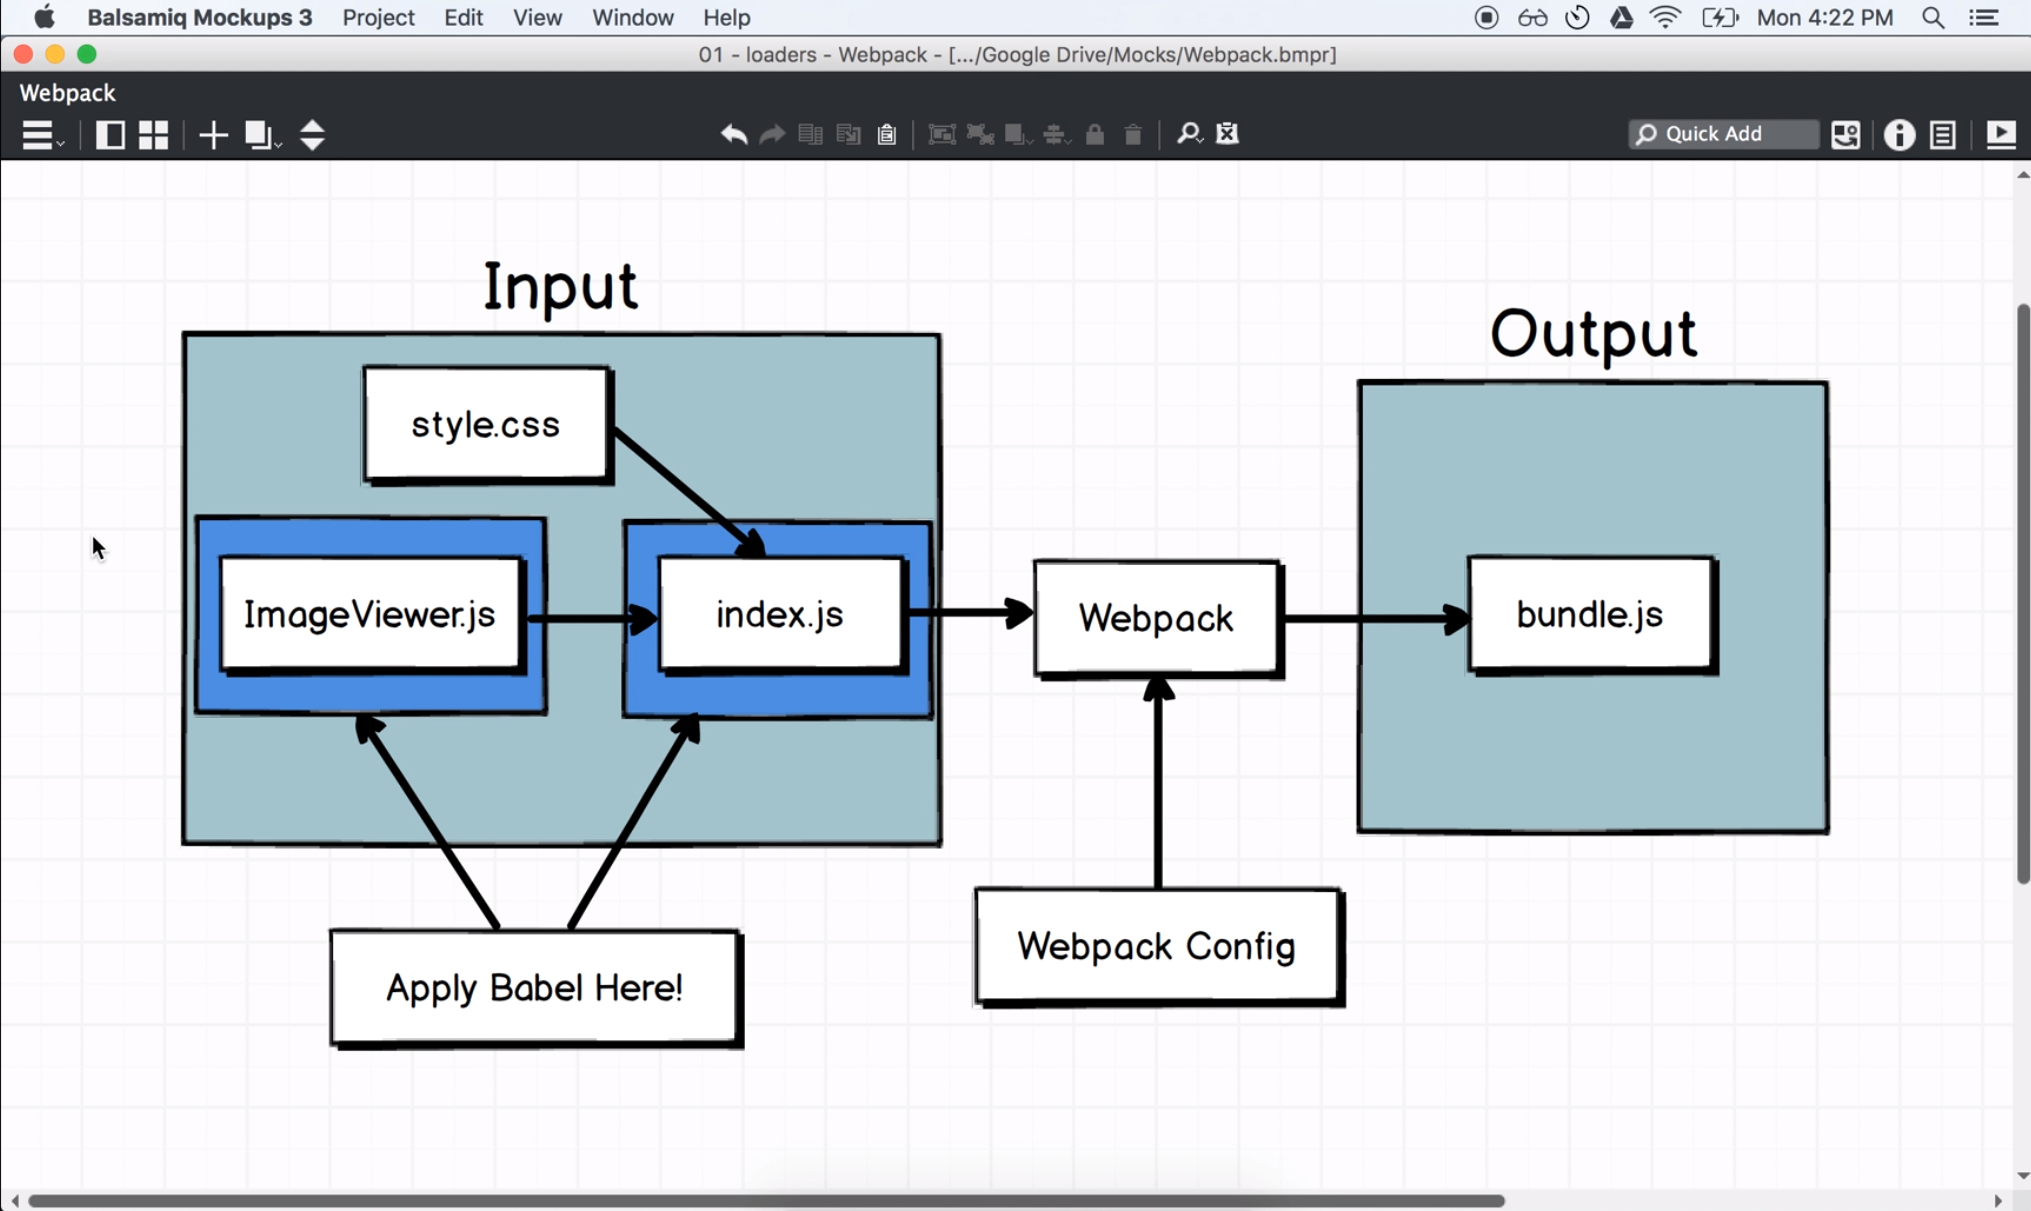 Balsamiq Mockups 3 Project Edit View Window Help Mon 4:22 PM
01 - loaders - Webpack - [.../Google Drive/Mocks/Webpack.bmpr]
Webpack
Quick Add
Input
Output
style.css
ImageViewer.js
index.js
Webpack
bundle.js
Webpack Config
Apply Babel Here!